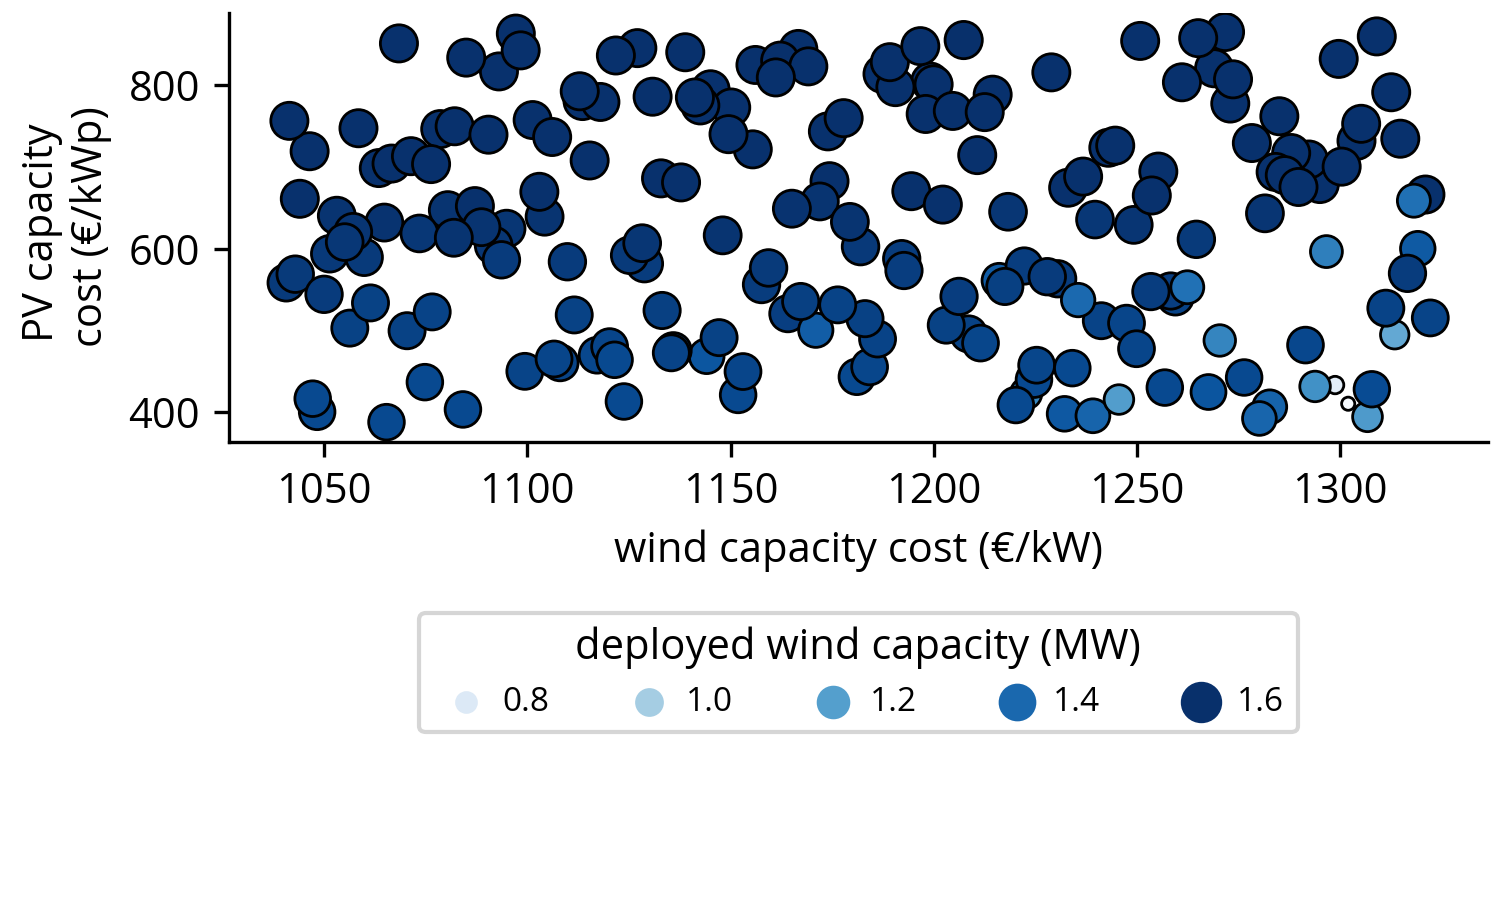 PV capacity
cost (€/kWp)
800
600
400
1050 1100 1150 1200 1250 1300
wind capacity cost (€/kW)
deployed wind capacity (MW)
0.8 1.0 1.2 1.4 1.6